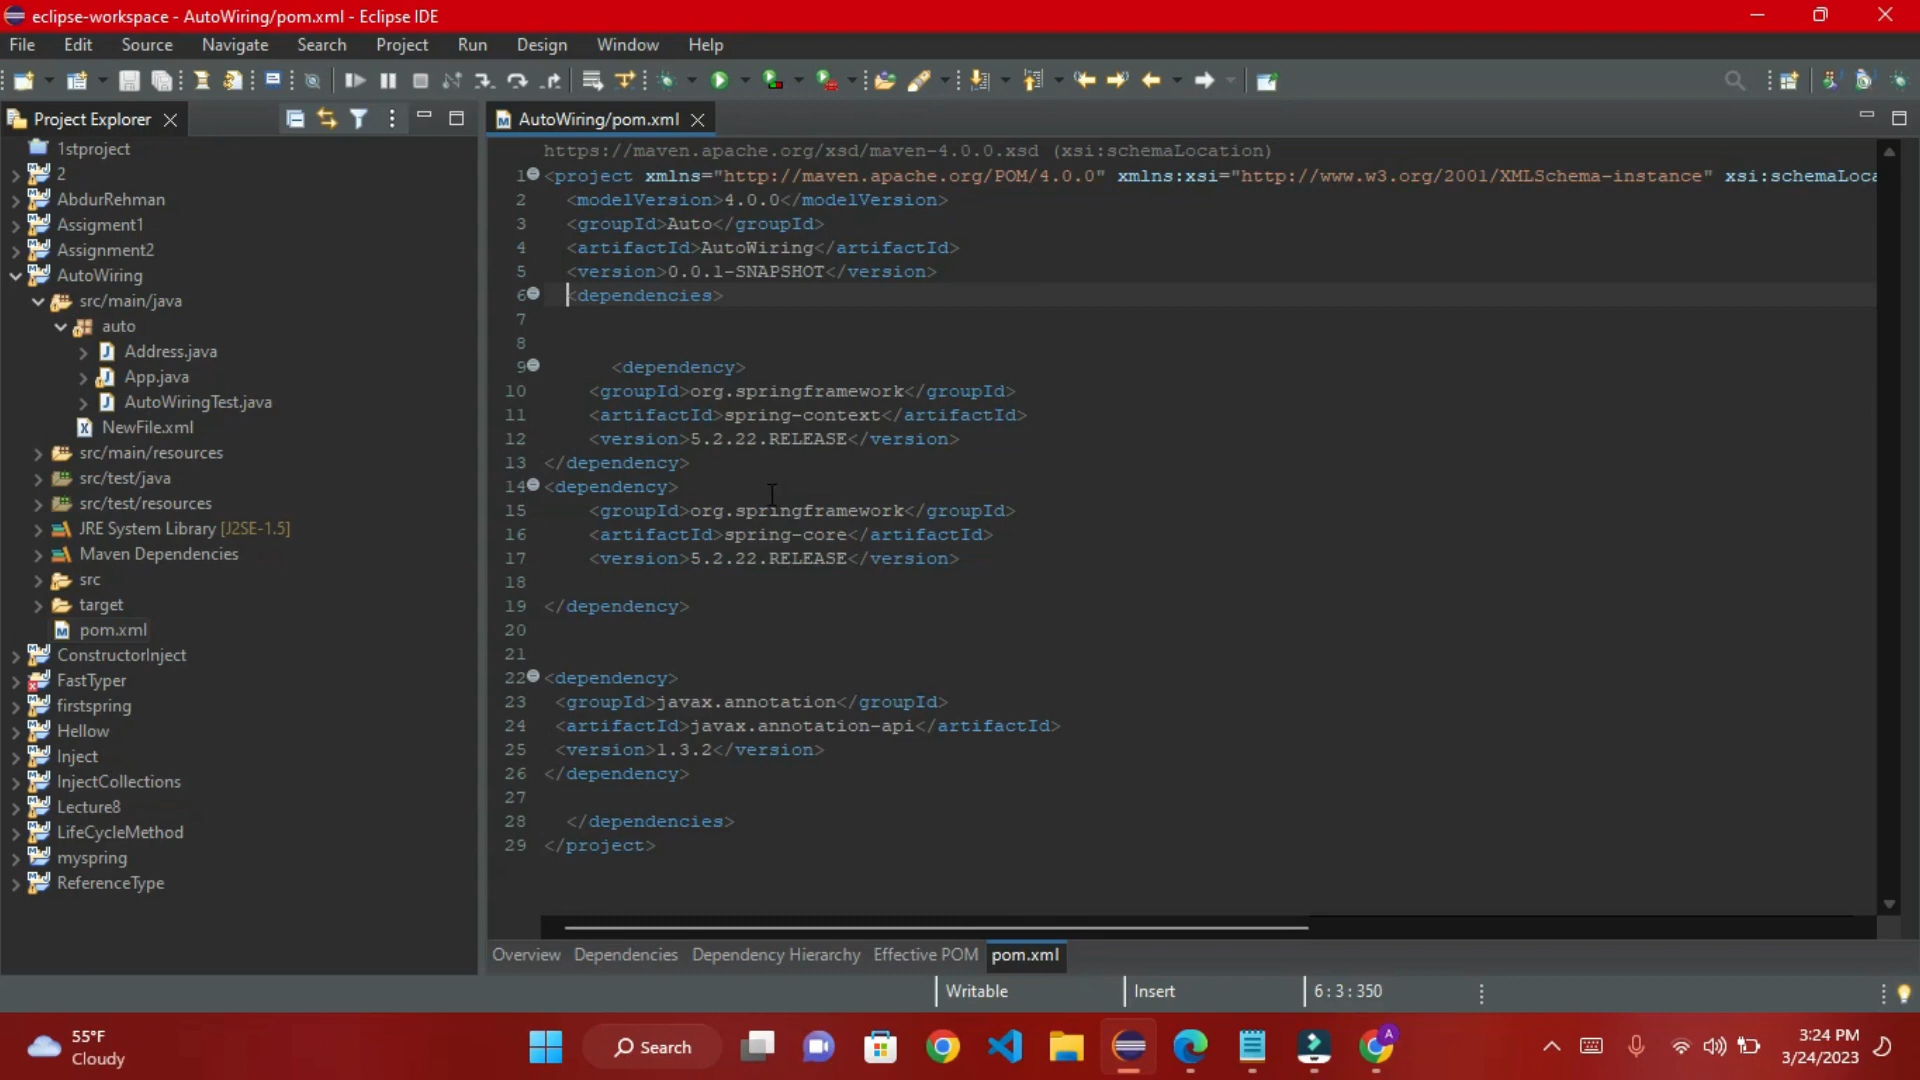 eclipse-workspace - AutoWiring/pom.xml - Eclipse IDE
File Edit Source Navigate Search Project Run Design Window Help
Project Explorer
AutoWiring/pom.xml
1stproject
2
AbdurRehman
Assigment1
Assignment2
AutoWiring
src/main/java
auto
Address.java
App.java
AutoWiringTest.java
NewFile.xml
src/main/resources
src/test/java
src/test/resources
JRE System Library [J2SE-1.5]
Maven Dependencies
src
target
pom.xml
ConstructorInject
FastTyper
firstspring
Hellow
Inject
InjectCollections
Lecture8
LifeCycleMethod
myspring
ReferenceType
https://maven.apache.org/xsd/maven-4.0.0.xsd (xsi:schemaLocation)
1 <project xmlns="http://maven.apache.org/POM/4.0.0" xmlns:xsi="http://www.w3.org/2001/XMLSchema-instance" xsi:schemaLoca
2 <modelVersion>4.0.0</modelVersion>
3 <groupId>Auto</groupId>
4 <artifactId>AutoWiring</artifactId>
5 <version>0.0.1-SNAPSHOT</version>
6 <dependencies>
7
8
9 <dependency>
10 <groupId>org.springframework</groupId>
11 <artifactId>spring-context</artifactId>
12 <version>5.2.22.RELEASE</version>
13 </dependency>
14 <dependency>
15 <groupId>org.springframework</groupId>
16 <artifactId>spring-core</artifactId>
17 <version>5.2.22.RELEASE</version>
18
19 </dependency>
20
21
22 <dependency>
23 <groupId>javax.annotation</groupId>
24 <artifactId>javax.annotation-api</artifactId>
25 <version>1.3.2</version>
26 </dependency>
27
28 </dependencies>
29 </project>
Overview Dependencies Dependency Hierarchy Effective POM pom.xml
Writable Insert 6 : 3 : 350
55°F
Cloudy
Search
A
3:24 PM
3/24/2023